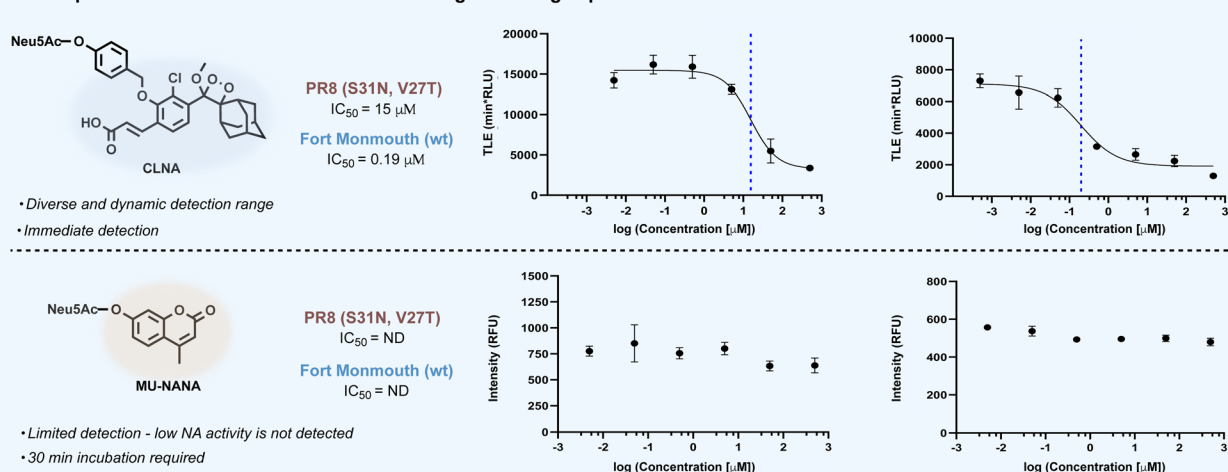 Neu5Ac
O
O
Cl
O
O
O
HO
O
CLNA
PR8 (S31N, V27T)
IC50 = 15 μM
Fort Monmouth (wt)
IC50 = 0.19 μM
•Diverse and dynamic detection range
•Immediate detection
20000
15000
10000
5000
0
TLE (min*RLU)
-3 -2 -1 0 1 2 3
log (Concentration [μM])
10000
8000
6000
4000
2000
0
TLE (min*RLU)
-3 -2 -1 0 1 2 3
log (Concentration [μM])
Neu5Ac
O
O
O
MU-NANA
PR8 (S31N, V27T)
IC50 = ND
Fort Monmouth (wt)
IC50 = ND
•Limited detection - low NA activity is not detected
•30 min incubation required
1500
1250
1000
750
500
250
0
Intensity (RFU)
-3 -2 -1 0 1 2 3
log (Concentration [μM])
800
600
400
200
0
Intensity (RFU)
-3 -2 -1 0 1 2 3
log (Concentration [μM])